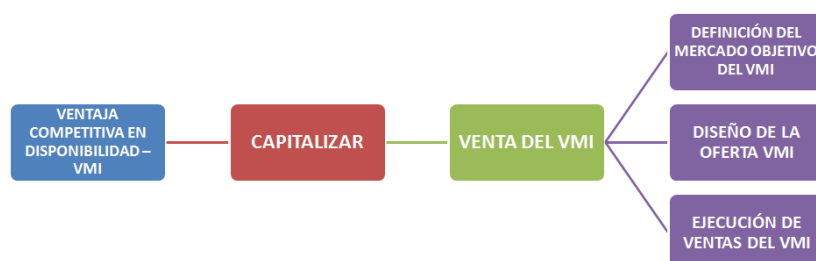 VENTAJA
COMPETITIVA EN
DISPONIBILIDAD –
VMI
CAPITALIZAR
VENTA DEL VMI
DEFINICIÓN DEL
MERCADO OBJETIVO
DEL VMI
DISEÑO DE LA
OFERTA VMI
EJECUCIÓN DE
VENTAS DEL VMI